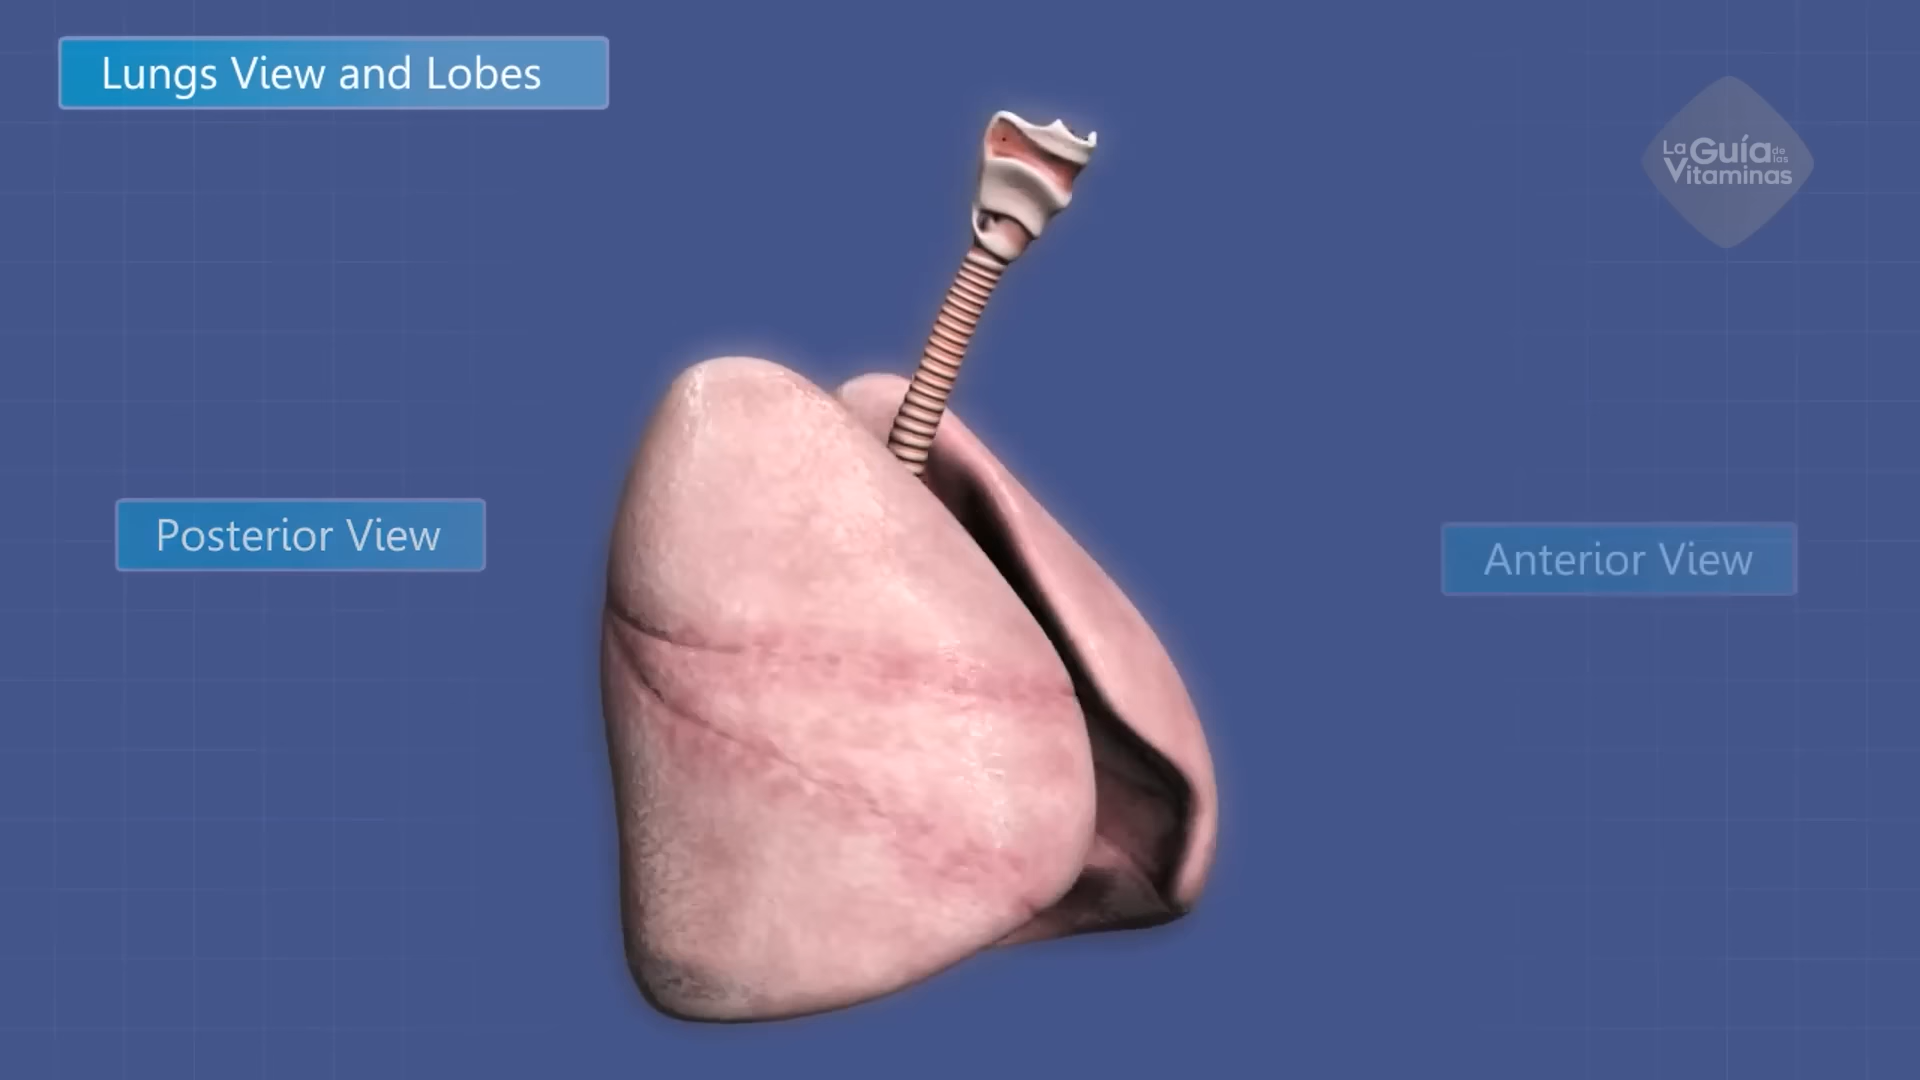 Lungs View and Lobes
La Guía de las
Vitaminas
Posterior View
Anterior View